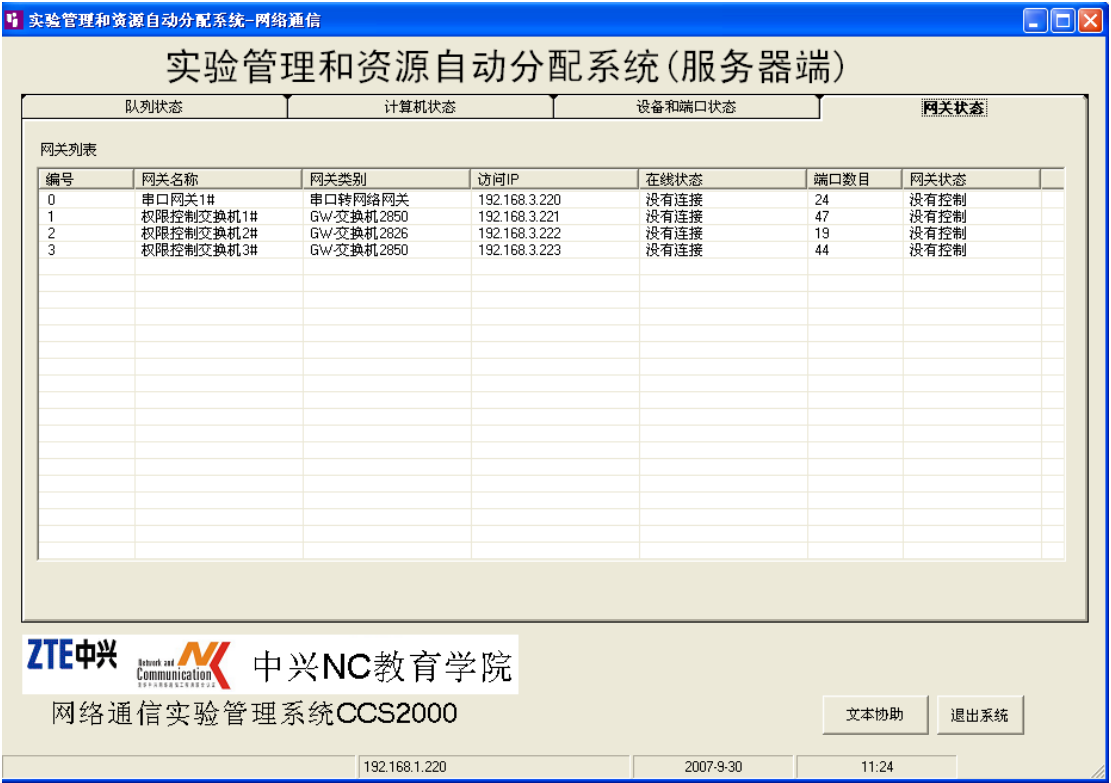 实验管理和资源自动分配系统-网络通信
实验管理和资源自动分配系统(服务器端)
队列状态 计算机状态 设备和端口状态 网关状态
网关列表
编号 网关名称 网关类别 访问IP 在线状态 端口数目 网关状态
0 串口网关1# 串口转网络网关 192.168.3.220 没有连接 24 没有控制
1 权限控制交换机1# GW-交换机2850 192.168.3.221 没有连接 47 没有控制
2 权限控制交换机2# GW-交换机2826 192.168.3.222 没有连接 19 没有控制
3 权限控制交换机3# GW-交换机2850 192.168.3.223 没有连接 44 没有控制
ZTE中兴 Network and Communication NC 中兴NC教育学院
网络通信实验管理系统CCS2000
文本协助 退出系统
192.168.1.220 2007-9-30 11:24